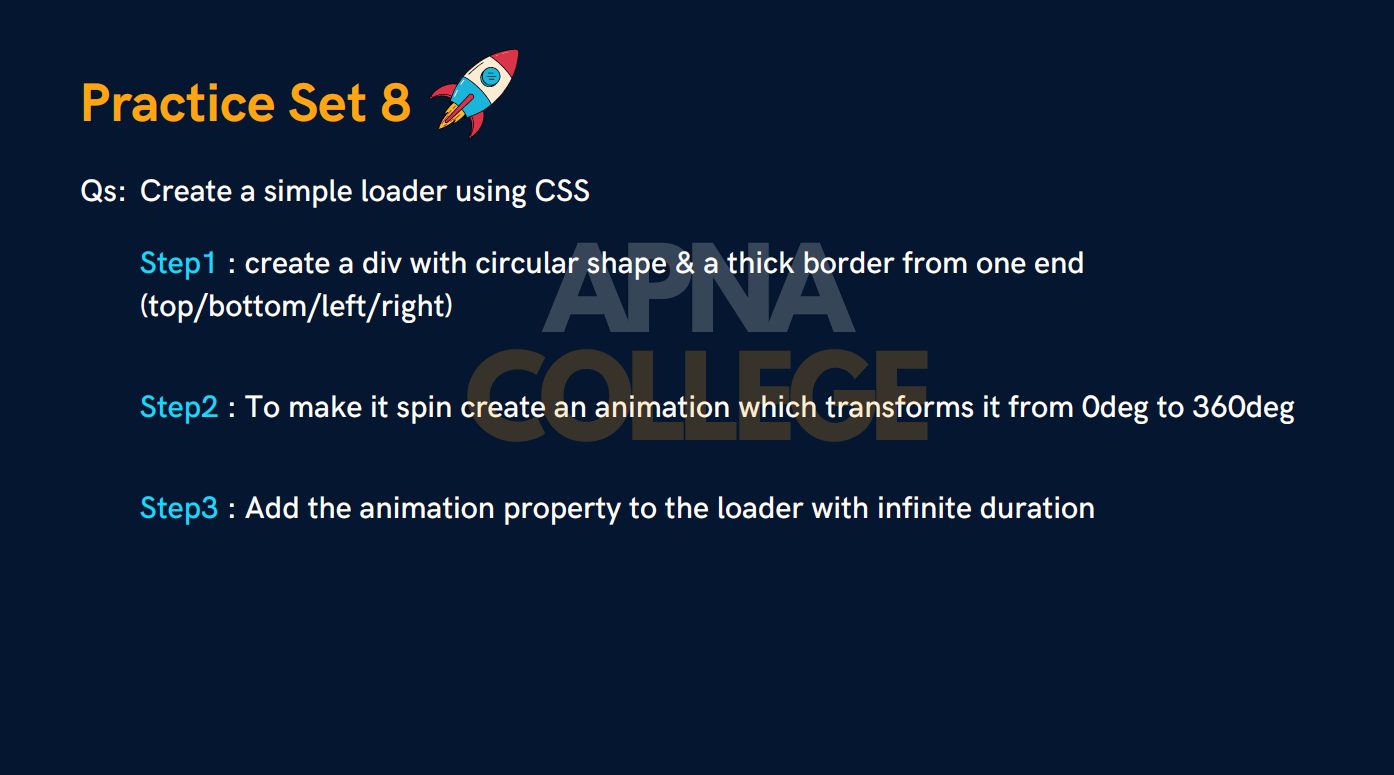 Practice Set 8
Qs: Create a simple loader using CSS
Step1 : create a div with circular shape & a thick border from one end
(top/bottom/left/right)
APNA
COLLEGE
Step2 : To make it spin create an animation which transforms it from 0deg to 360deg
Step3 : Add the animation property to the loader with infinite duration